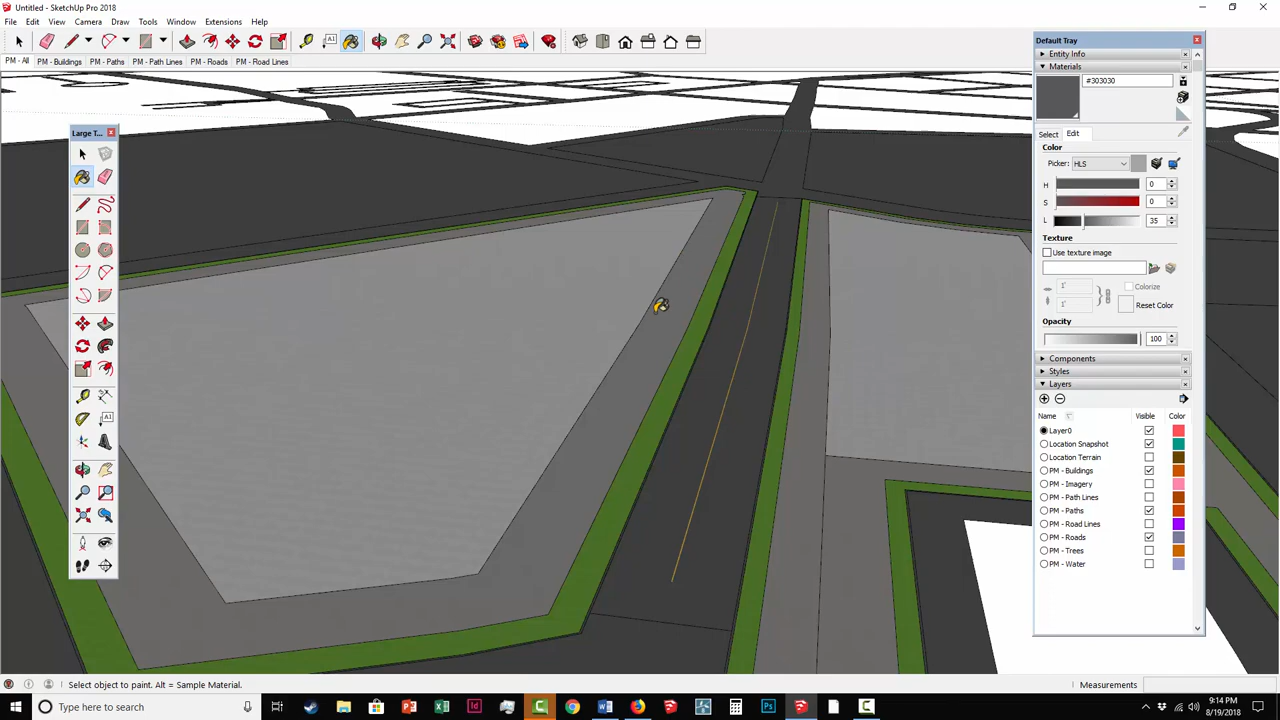 Untitled - SketchUp Pro 2018
File Edit View Camera Draw Tools Window Extensions Help
PM - All PM - Buildings PM - Paths PM - Path Lines PM - Roads PM - Road Lines
Large T...
Default Tray
Entity Info
Materials
#303030
Select Edit
Color
Picker: HLS
H 0
S 0
L 35
Texture
Use texture image
1'
Colorize
1'
Reset Color
Opacity
100
Components
Styles
Layers
Name Visible Color
Layer0
Location Snapshot
Location Terrain
PM - Buildings
PM - Imagery
PM - Path Lines
PM - Paths
PM - Road Lines
PM - Roads
PM - Trees
PM - Water
Select object to paint. Alt = Sample Material.
Measurements
Type here to search
9:14 PM
8/19/2018